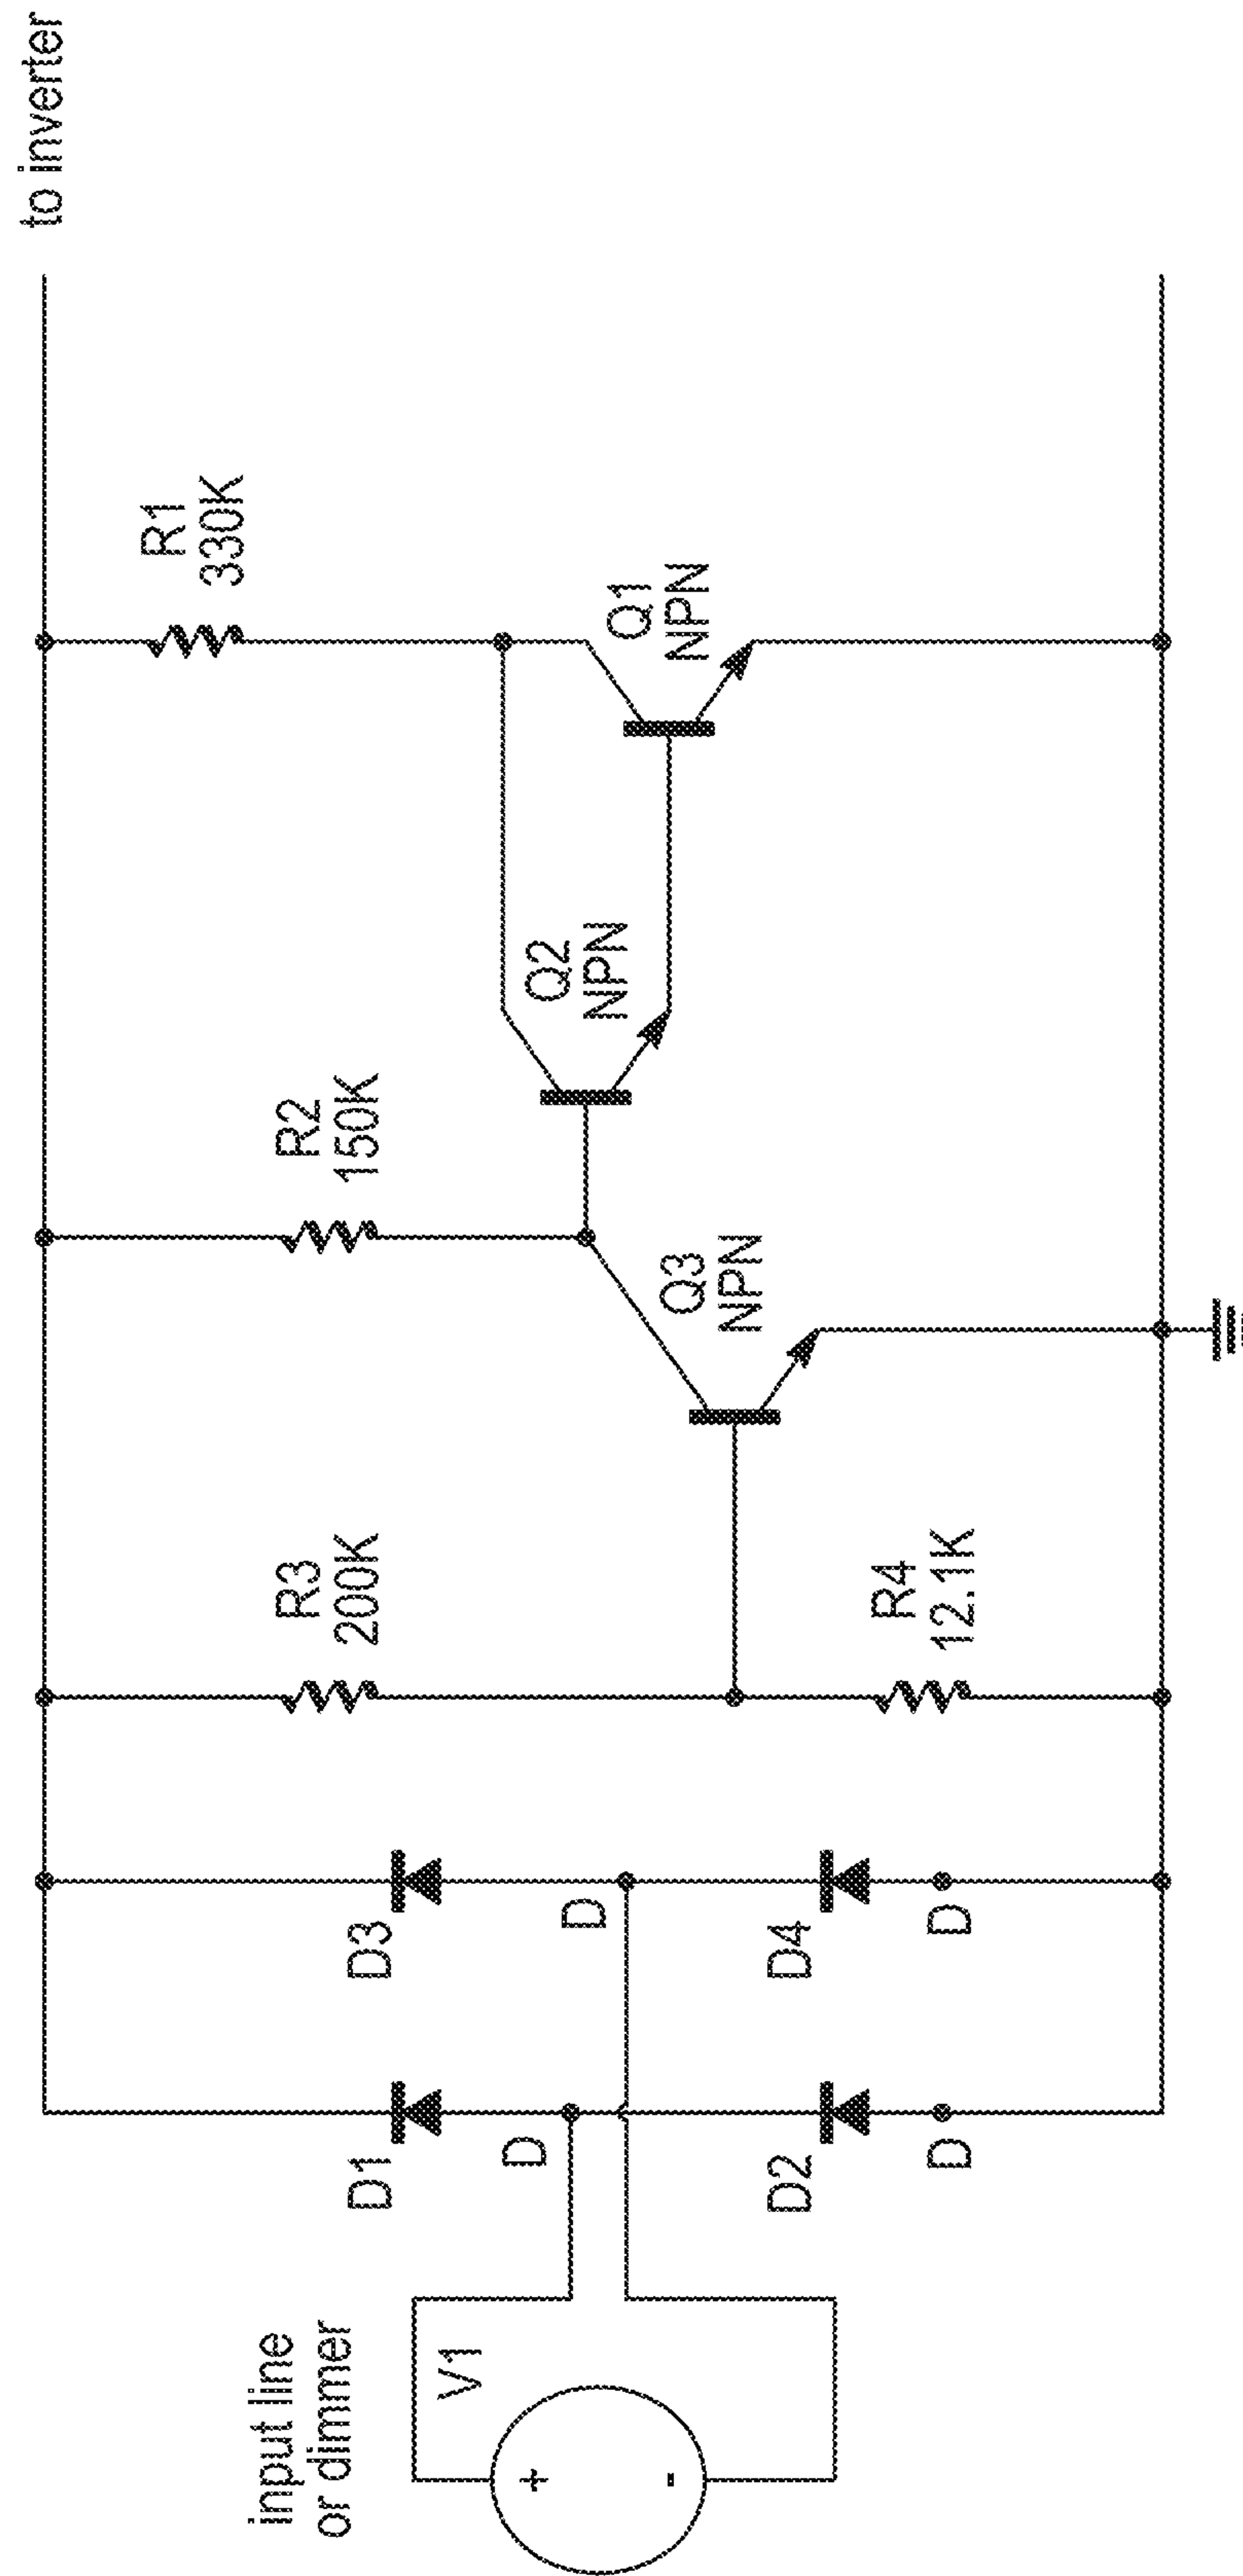 input line
or dimmer
V1
+
-
D1
D
D2
D
D3
D
D4
D
R3
200K
R4
12.1K
R2
150K
Q3
NPN
Q2
NPN
R1
330K
Q1
NPN
to inverter